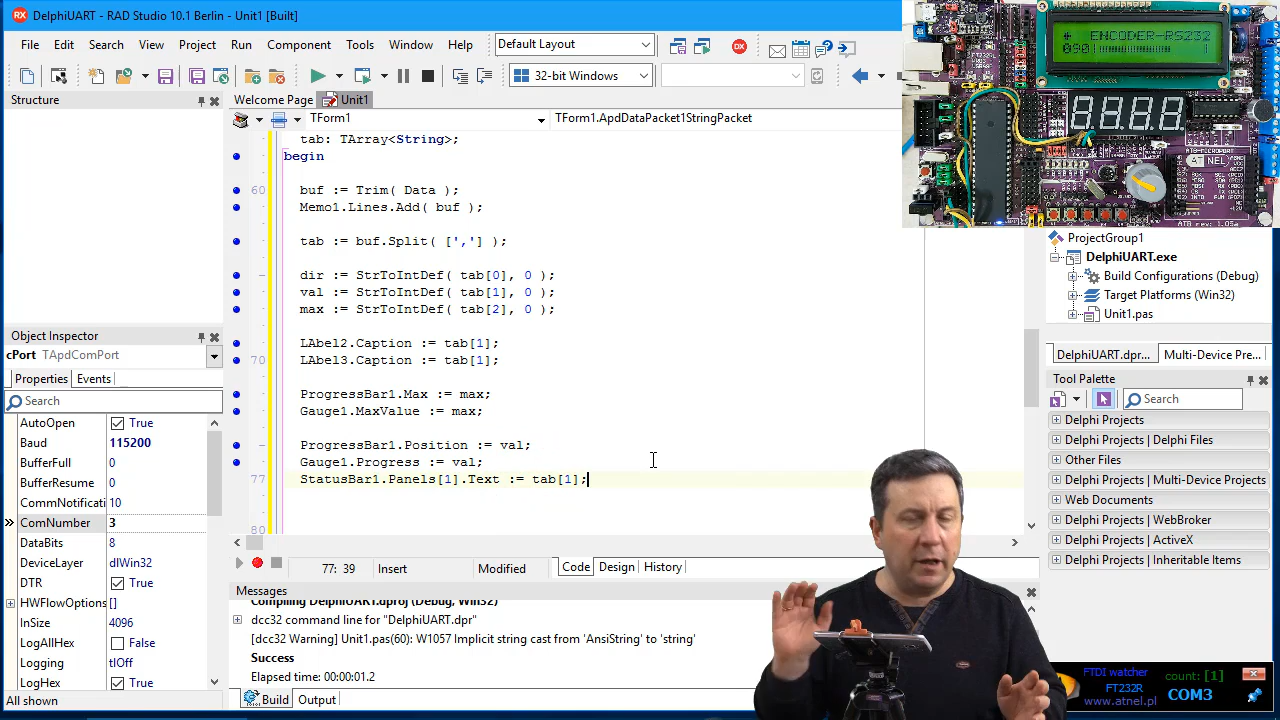 DelphiUART - RAD Studio 10.1 Berlin - Unit1 [Built]
File Edit Search View Project Run Component Tools Window Help
Default Layout
32-bit Windows
Structure
Welcome Page Unit1
TForm1
TForm1.ApdDataPacket1StringPacket
tab: TArray<String>;
begin
60 buf := Trim( Data );
Memo1.Lines.Add( buf );
tab := buf.Split( [','] );
dir := StrToIntDef( tab[0], 0 );
val := StrToIntDef( tab[1], 0 );
max := StrToIntDef( tab[2], 0 );
LAbel2.Caption := tab[1];
70 LAbel3.Caption := tab[1];
ProgressBar1.Max := max;
Gauge1.MaxValue := max;
ProgressBar1.Position := val;
Gauge1.Progress := val;
77 StatusBar1.Panels[1].Text := tab[1];
80
77: 39 Insert Modified Code Design History
Object Inspector
cPort TApdComPort
Properties Events
Search
AutoOpen True
Baud 115200
BufferFull 0
BufferResume 0
CommNotification 10
ComNumber 3
DataBits 8
DeviceLayer dlWin32
DTR True
HWFlowOptions []
InSize 4096
LogAllHex False
Logging tlOff
LogHex True
All shown
Messages
Compiling DelphiUART.dproj (Debug, Win32)
dcc32 command line for "DelphiUART.dpr"
[dcc32 Warning] Unit1.pas(60): W1057 Implicit string cast from 'AnsiString' to 'string'
Success
Elapsed time: 00:00:01.2
Build Output
ENCODER-RS232
090
8888
ATNEL
ATB rev. 1.05a
ProjectGroup1
DelphiUART.exe
Build Configurations (Debug)
Target Platforms (Win32)
Unit1.pas
DelphiUART.dpr... Multi-Device Pre...
Tool Palette
Search
Delphi Projects
Delphi Projects | Delphi Files
Other Files
Delphi Projects | Multi-Device Projects
Web Documents
Delphi Projects | WebBroker
Delphi Projects | ActiveX
Delphi Projects | Inheritable Items
FTDI watcher count: [1]
FT232R
COM3
www.atnel.pl